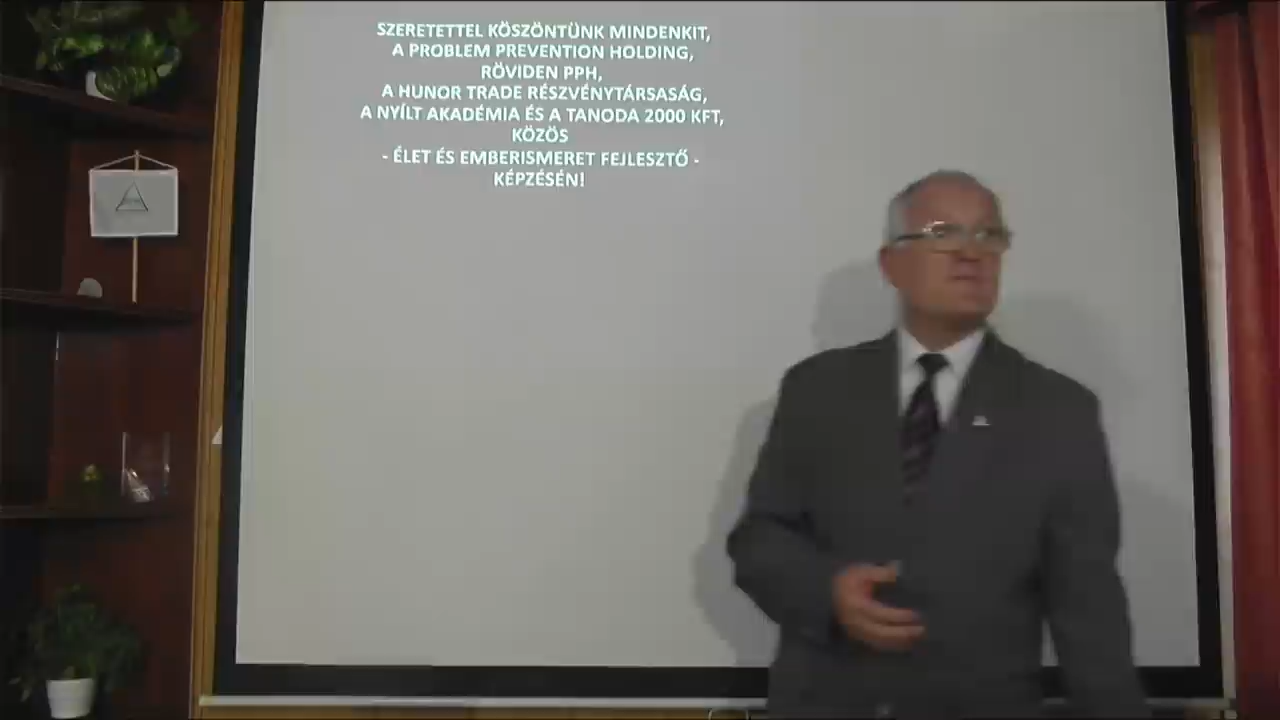 SZERETETTEL KÖSZÖNTÜNK MINDENKIT,
A PROBLEM PREVENTION HOLDING,
RÖVIDEN PPH,
A HUNOR TRADE RÉSZVÉNYTÁRSASÁG,
A NYÍLT AKADÉMIA ÉS A TANODA 2000 KFT,
KÖZÖS
- ÉLET ÉS EMBERISMERET FEJLESZTŐ -
KÉPZÉSÉN!